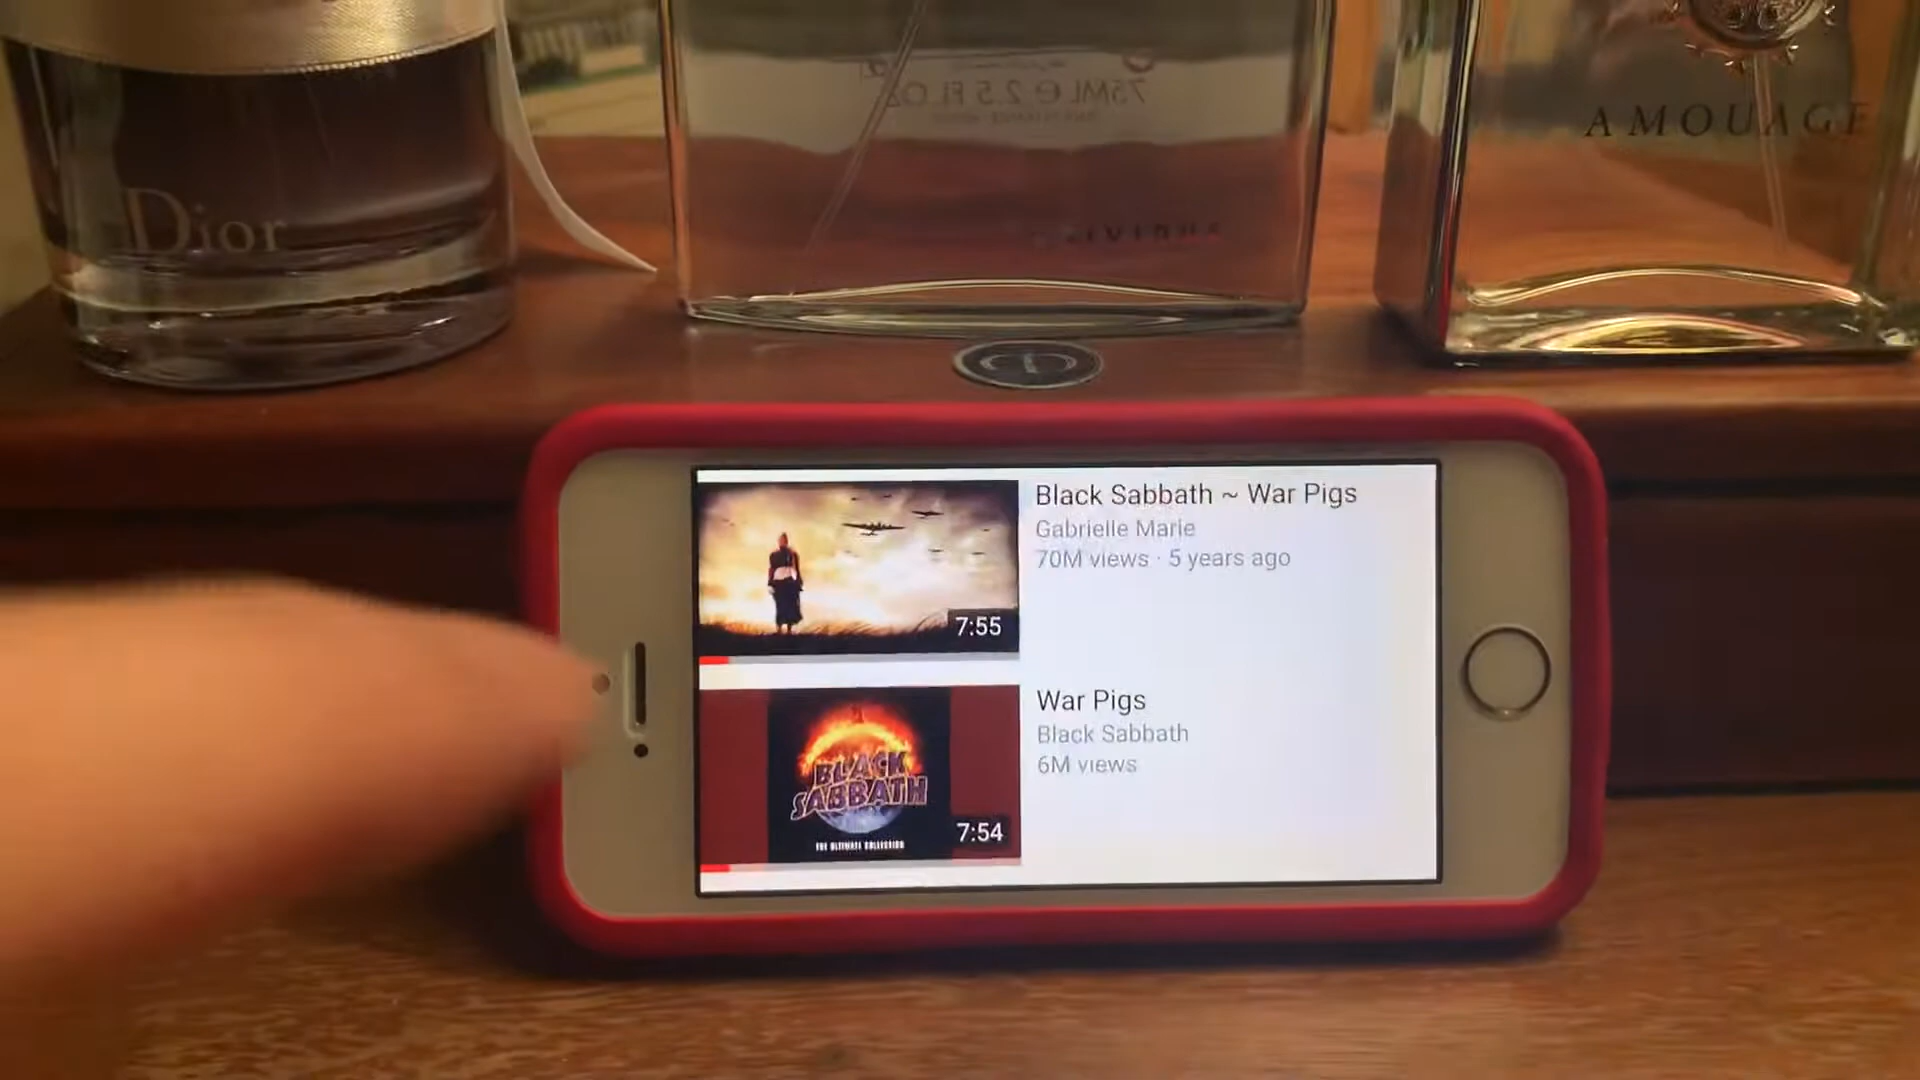 Dior
75ML ℮ 2.5 FL.OZ
AMOUAGE
Black Sabbath ~ War Pigs
Gabrielle Marie
70M views · 5 years ago
7:55
War Pigs
Black Sabbath
6M views
BLACK
SABBATH
THE ULTIMATE COLLECTION
7:54